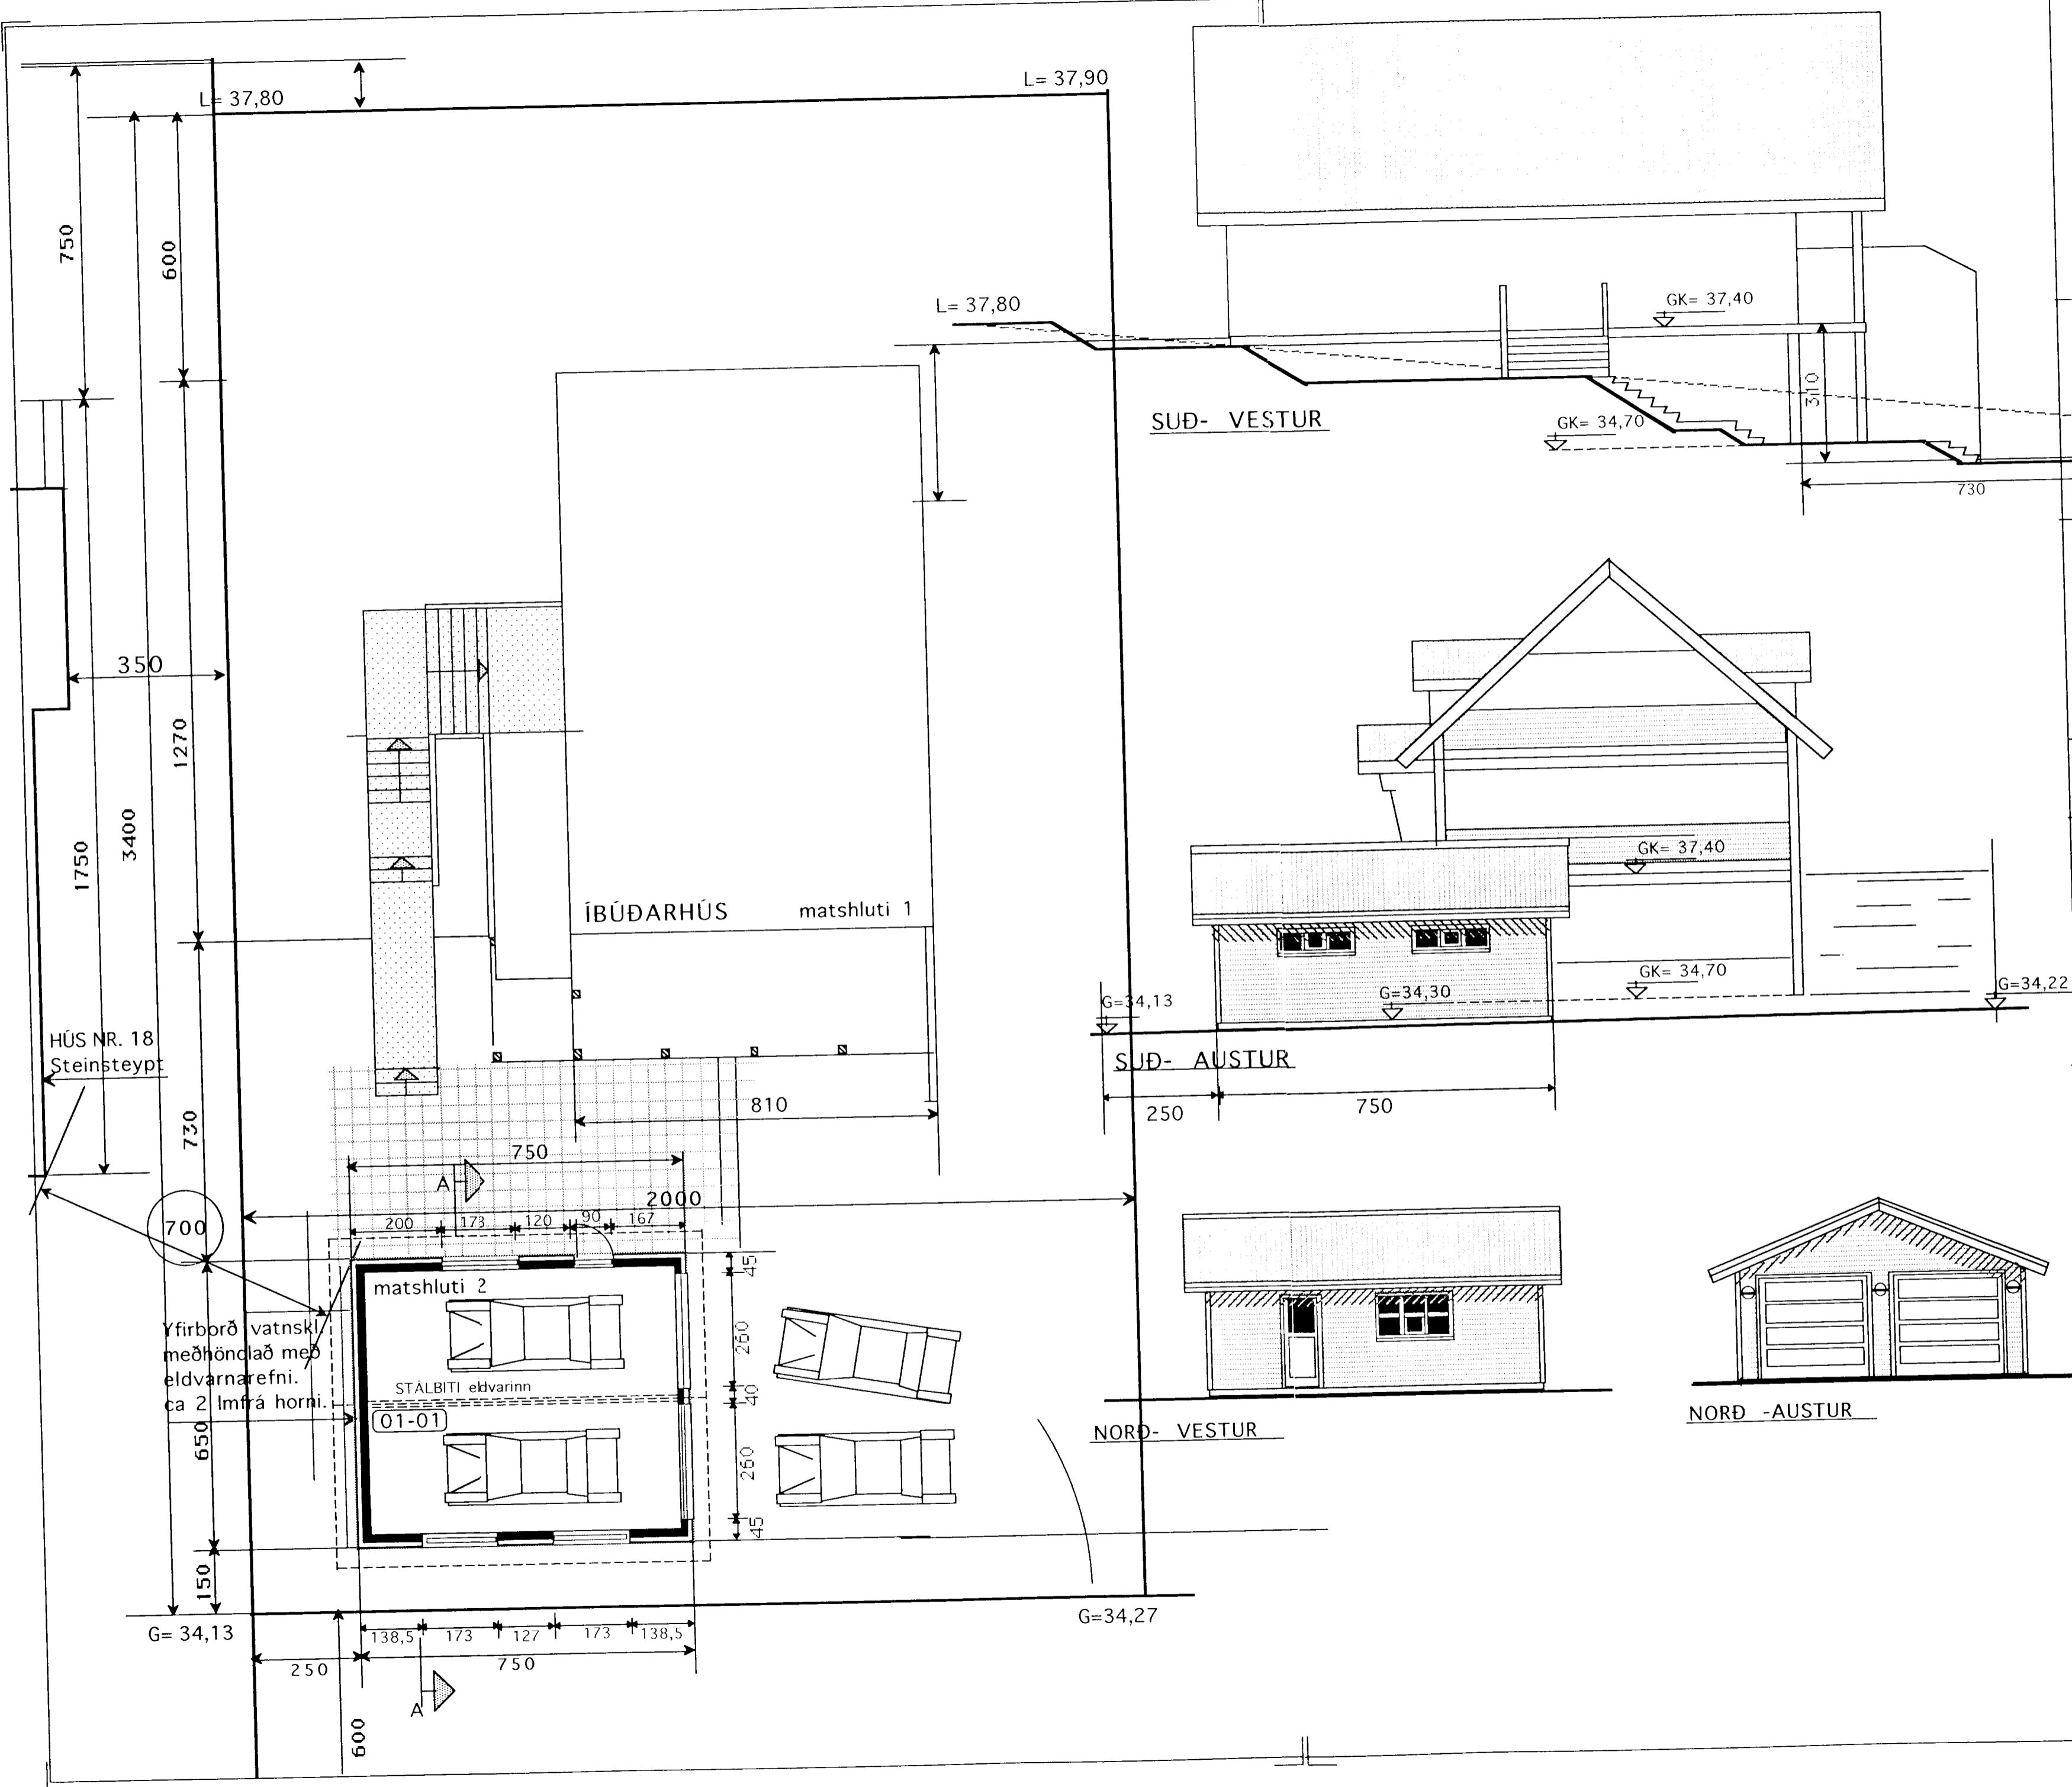 L= 37,80
L= 37,90
750
600
L= 37,80
GK= 37,40
310
SUÐ- VESTUR
GK= 34,70
730
350
1270
3400
1750
ÍBÚÐARHÚS matshluti 1
GK= 37,40
GK= 34,70
G=34,13
G=34,30
G=34,22
SUÐ- AUSTUR
250
750
HÚS NR. 18
Steinsteypt
730
810
750
A
2000
700
200
173
120
90
167
matshluti 2
45
Yfirborð vatnskl.
meðhöndlað með
eldvarnarefni.
ca 2 lmfrá horni.
260
STÁLBITI eldvarinn
40
01-01
NORÐ- VESTUR
NORÐ -AUSTUR
650
260
45
150
G= 34,13
G=34,27
138,5
173
127
173
138,5
250
750
A
600